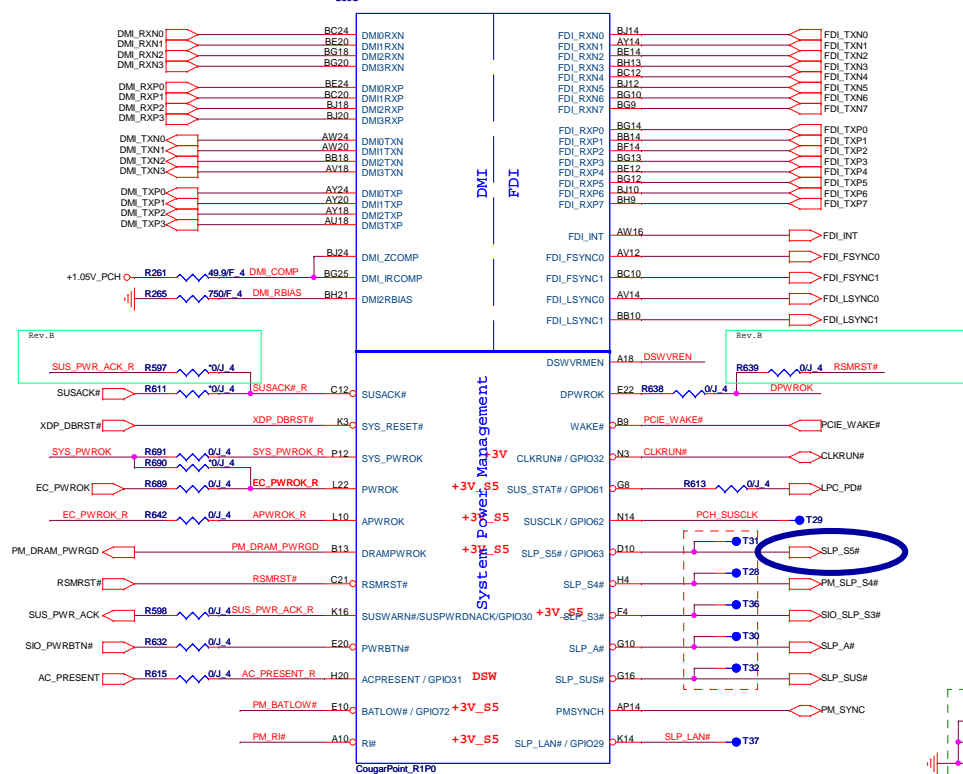 DMI_RXN0 BC24 DMI0RXN FDI_RXN0 BJ14 FDI_TXN0
DMI_RXN1 BE20 DMI1RXN FDI_RXN1 AY14 FDI_TXN1
DMI_RXN2 BG18 DMI2RXN FDI_RXN2 BE14 FDI_TXN2
DMI_RXN3 BG20 DMI3RXN FDI_RXN3 BH13 FDI_TXN3
FDI_RXN4 BC12 FDI_TXN4
DMI_RXP0 BE24 DMI0RXP FDI_RXN5 BJ12 FDI_TXN5
DMI_RXP1 BC20 DMI1RXP FDI_RXN6 BG10 FDI_TXN6
DMI_RXP2 BJ18 DMI2RXP FDI_RXN7 BG9 FDI_TXN7
DMI_RXP3 BJ20 DMI3RXP
FDI_RXP0 BG14 FDI_TXP0
DMI_TXN0 AW24 DMI0TXN FDI_RXP1 BB14 FDI_TXP1
DMI_TXN1 AW20 DMI1TXN FDI_RXP2 BF14 FDI_TXP2
DMI_TXN2 BB18 DMI2TXN FDI_RXP3 BG13 FDI_TXP3
DMI_TXN3 AV18 DMI3TXN FDI_RXP4 BE12 FDI_TXP4
DMI FDI
FDI_RXP5 BG12 FDI_TXP5
DMI_TXP0 AY24 DMI0TXP FDI_RXP6 BJ10 FDI_TXP6
DMI_TXP1 AY20 DMI1TXP FDI_RXP7 BH9 FDI_TXP7
DMI_TXP2 AY18 DMI2TXP
DMI_TXP3 AU18 DMI3TXP
FDI_INT AW16 FDI_INT
BJ24 DMI_ZCOMP FDI_FSYNC0 AV12 FDI_FSYNC0
+1.05V_PCH R261 49.9/F_4 DMI_COMP BG25 DMI_IRCOMP FDI_FSYNC1 BC10 FDI_FSYNC1
R265 750/F_4 DMI_RBIAS BH21 DMI2RBIAS FDI_LSYNC0 AV14 FDI_LSYNC0
FDI_LSYNC1 BB10 FDI_LSYNC1
Rev.B Rev.B
DSWVRMEN A18 DSWVREN
SUS_PWR_ACK_R R597 *0/J_4 R639 0/J_4 RSMRST#
SUSACK# R611 *0/J_4 SUSACK#_R C12 SUSACK# DPWROK E22 R638 0/J_4 DPWROK
System Power Management
XDP_DBRST# XDP_DBRST# K3 SYS_RESET# WAKE# B9 PCIE_WAKE# PCIE_WAKE#
SYS_PWROK R691 0/J_4 SYS_PWROK_R P12 SYS_PWROK +3V CLKRUN# / GPIO32 N3 CLKRUN# CLKRUN#
R690 *0/J_4
EC_PWROK R689 0/J_4 EC_PWROK_R L22 PWROK +3V_S5 SUS_STAT# / GPIO61 G8 R613 0/J_4 LPC_PD#
EC_PWROK_R R642 0/J_4 APWROK_R L10 APWROK +3V_S5 SUSCLK / GPIO62 N14 PCH_SUSCLK T29
T31
PM_DRAM_PWRGD PM_DRAM_PWRGD B13 DRAMPWROK +3V_S5 SLP_S5# / GPIO63 D10 SLP_S5#
T28
RSMRST# RSMRST# C21 RSMRST# SLP_S4# H4 PM_SLP_S4#
T36
SUS_PWR_ACK R598 0/J_4 SUS_PWR_ACK_R K16 SUSWARN#/SUSPWRDNACK/GPIO30 +3V_S5 SLP_S3# F4 SIO_SLP_S3#
T30
SIO_PWRBTN# R632 0/J_4 E20 PWRBTN# SLP_A# G10 SLP_A#
T32
AC_PRESENT R615 0/J_4 AC_PRESENT_R H20 ACPRESENT / GPIO31 DSW SLP_SUS# G16 SLP_SUS#
PM_BATLOW# E10 BATLOW# / GPIO72 +3V_S5 PMSYNCH AP14 PM_SYNC
PM_RI# A10 RI# +3V_S5 SLP_LAN# / GPIO29 K14 SLP_LAN# T37
CougarPoint_R1P0